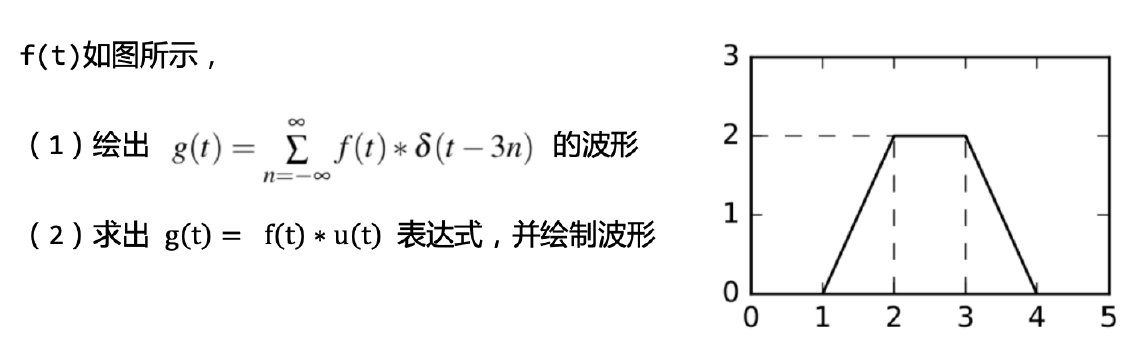 f(t)如图所示，
（1）绘出 g(t) = ∞ Σ n=−∞ f(t) ∗ δ(t − 3n) 的波形
（2）求出 g(t) = f(t) ∗ u(t) 表达式，并绘制波形
3
2
1
0
0 1 2 3 4 5